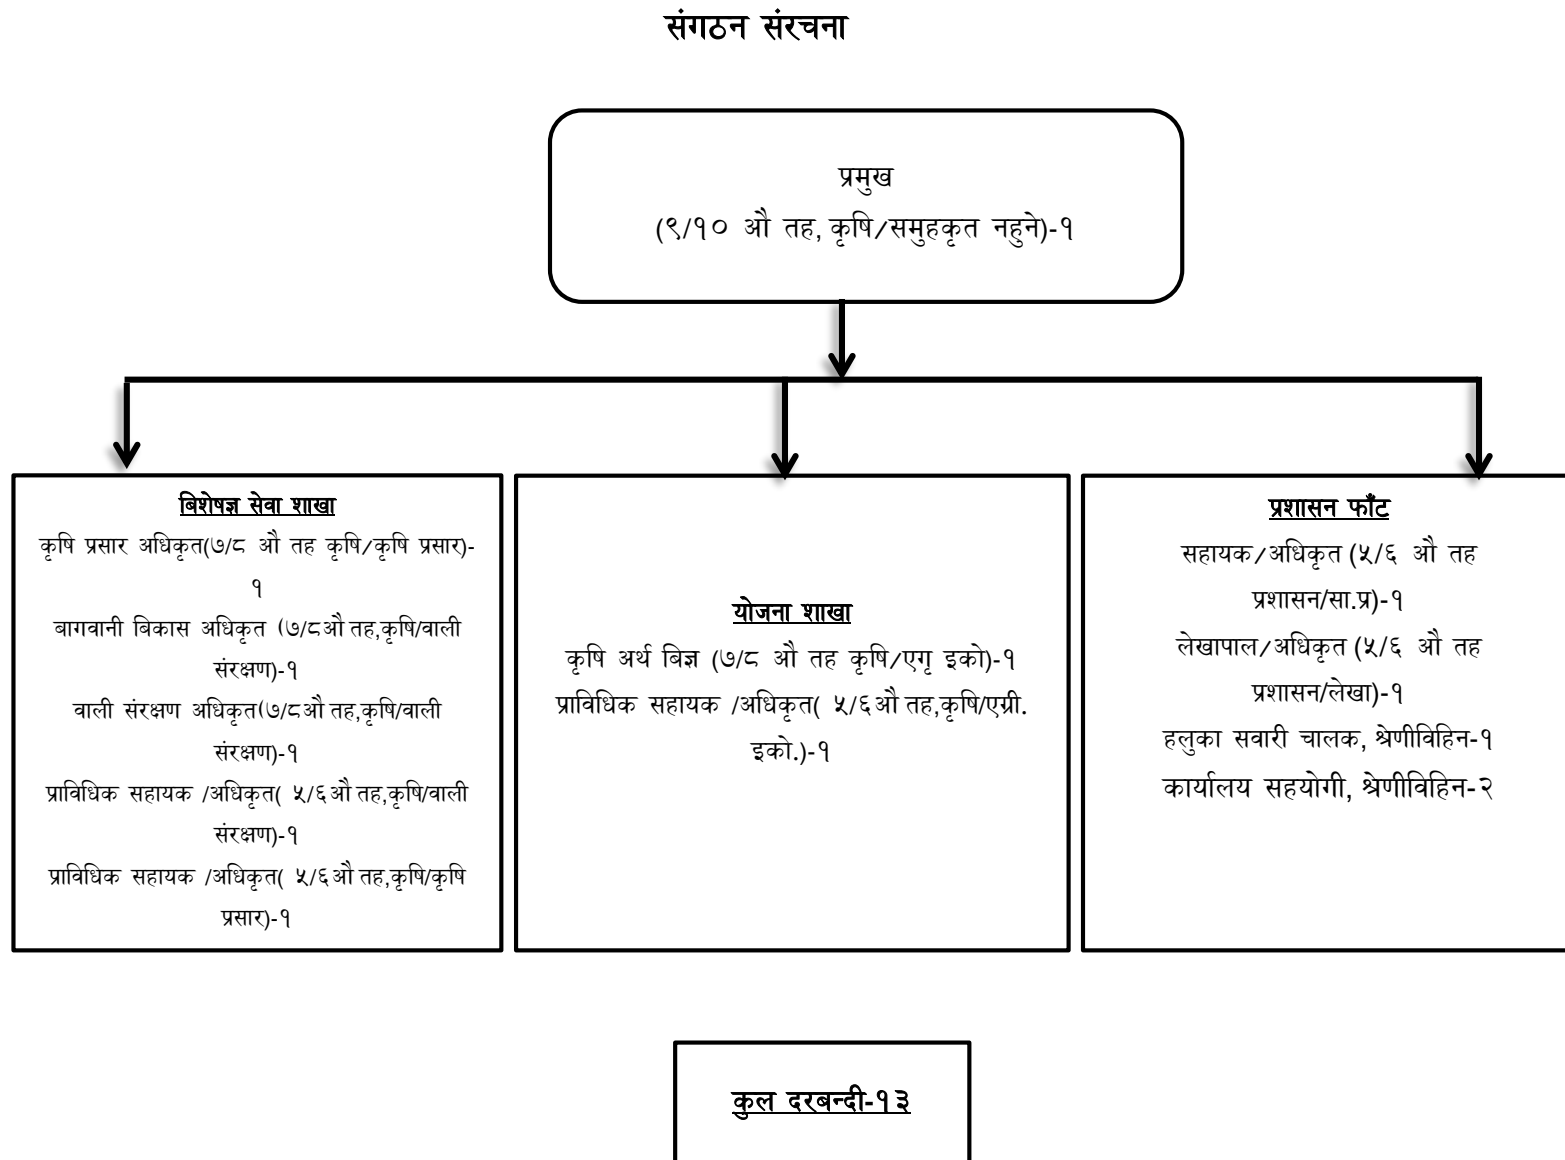 संगठन संरचना
प्रमुख
(९/१० औ तह, कृषि/समुहकृत नहुने)-१
बिशेषज्ञ सेवा शाखा
कृषि प्रसार अधिकृत(७/८ औ तह कृषि/कृषि प्रसार)-
१
बागवानी बिकास अधिकृत (७/८औ तह,कृषि/वाली
संरक्षण)-१
वाली संरक्षण अधिकृत(७/८औ तह,कृषि/वाली
संरक्षण)-१
प्राविधिक सहायक /अधिकृत( ५/६औ तह,कृषि/वाली
संरक्षण)-१
प्राविधिक सहायक /अधिकृत( ५/६औ तह,कृषि/कृषि
प्रसार)-१
योजना शाखा
कृषि अर्थ बिज्ञ (७/८ औ तह कृषि/एगृ इको)-१
प्राविधिक सहायक /अधिकृत( ५/६औ तह,कृषि/एग्री.
इको.)-१
प्रशासन फाँट
सहायक/अधिकृत (५/६ औ तह
प्रशासन/सा.प्र)-१
लेखापाल/अधिकृत (५/६ औ तह
प्रशासन/लेखा)-१
हलुका सवारी चालक, श्रेणीविहिन-१
कार्यालय सहयोगी, श्रेणीविहिन-२
कुल दरबन्दी-१३